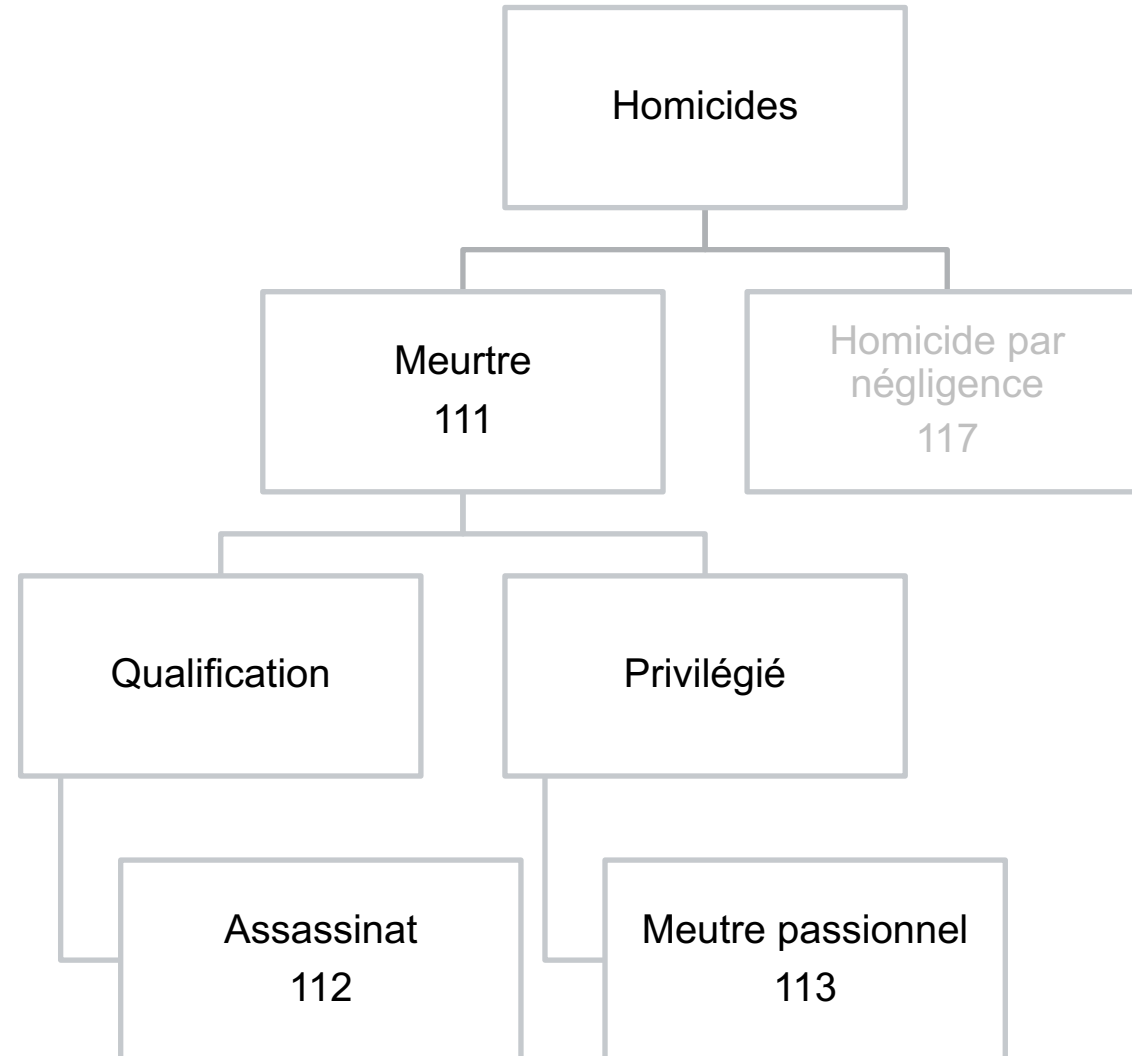 Homicides
Meurtre
111
Homicide par
négligence
117
Qualification
Privilégié
Assassinat
112
Meutre passionnel
113